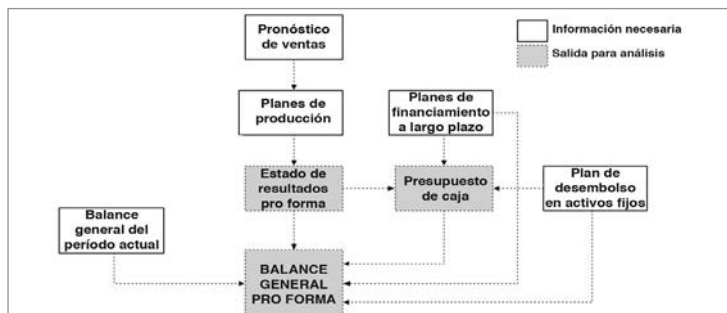 Pronóstico
de ventas
Información necesaria
Salida para análisis
Planes de
producción
Planes de
financiamiento
a largo plazo
Estado de
resultados
pro forma
Presupuesto
de caja
Plan de
desembolso
en activos fijos
Balance
general del
período actual
BALANCE
GENERAL
PRO FORMA